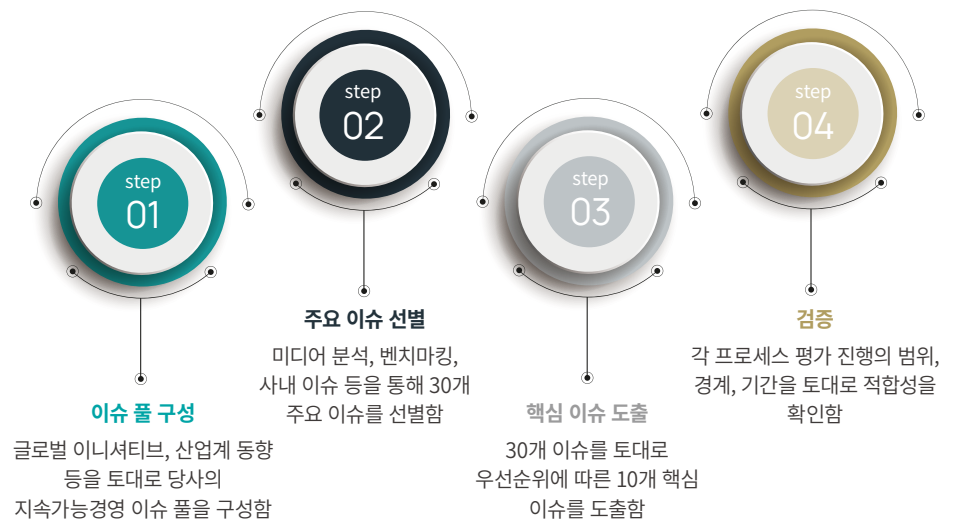 step
01
이슈 풀 구성
글로벌 이니셔티브, 산업계 동향
등을 토대로 당사의
지속가능경영 이슈 풀을 구성함
step
02
주요 이슈 선별
미디어 분석, 벤치마킹,
사내 이슈 등을 통해 30개
주요 이슈를 선별함
step
03
핵심 이슈 도출
30개 이슈를 토대로
우선순위에 따른 10개 핵심
이슈를 도출함
step
04
검증
각 프로세스 평가 진행의 범위,
경계, 기간을 토대로 적합성을
확인함